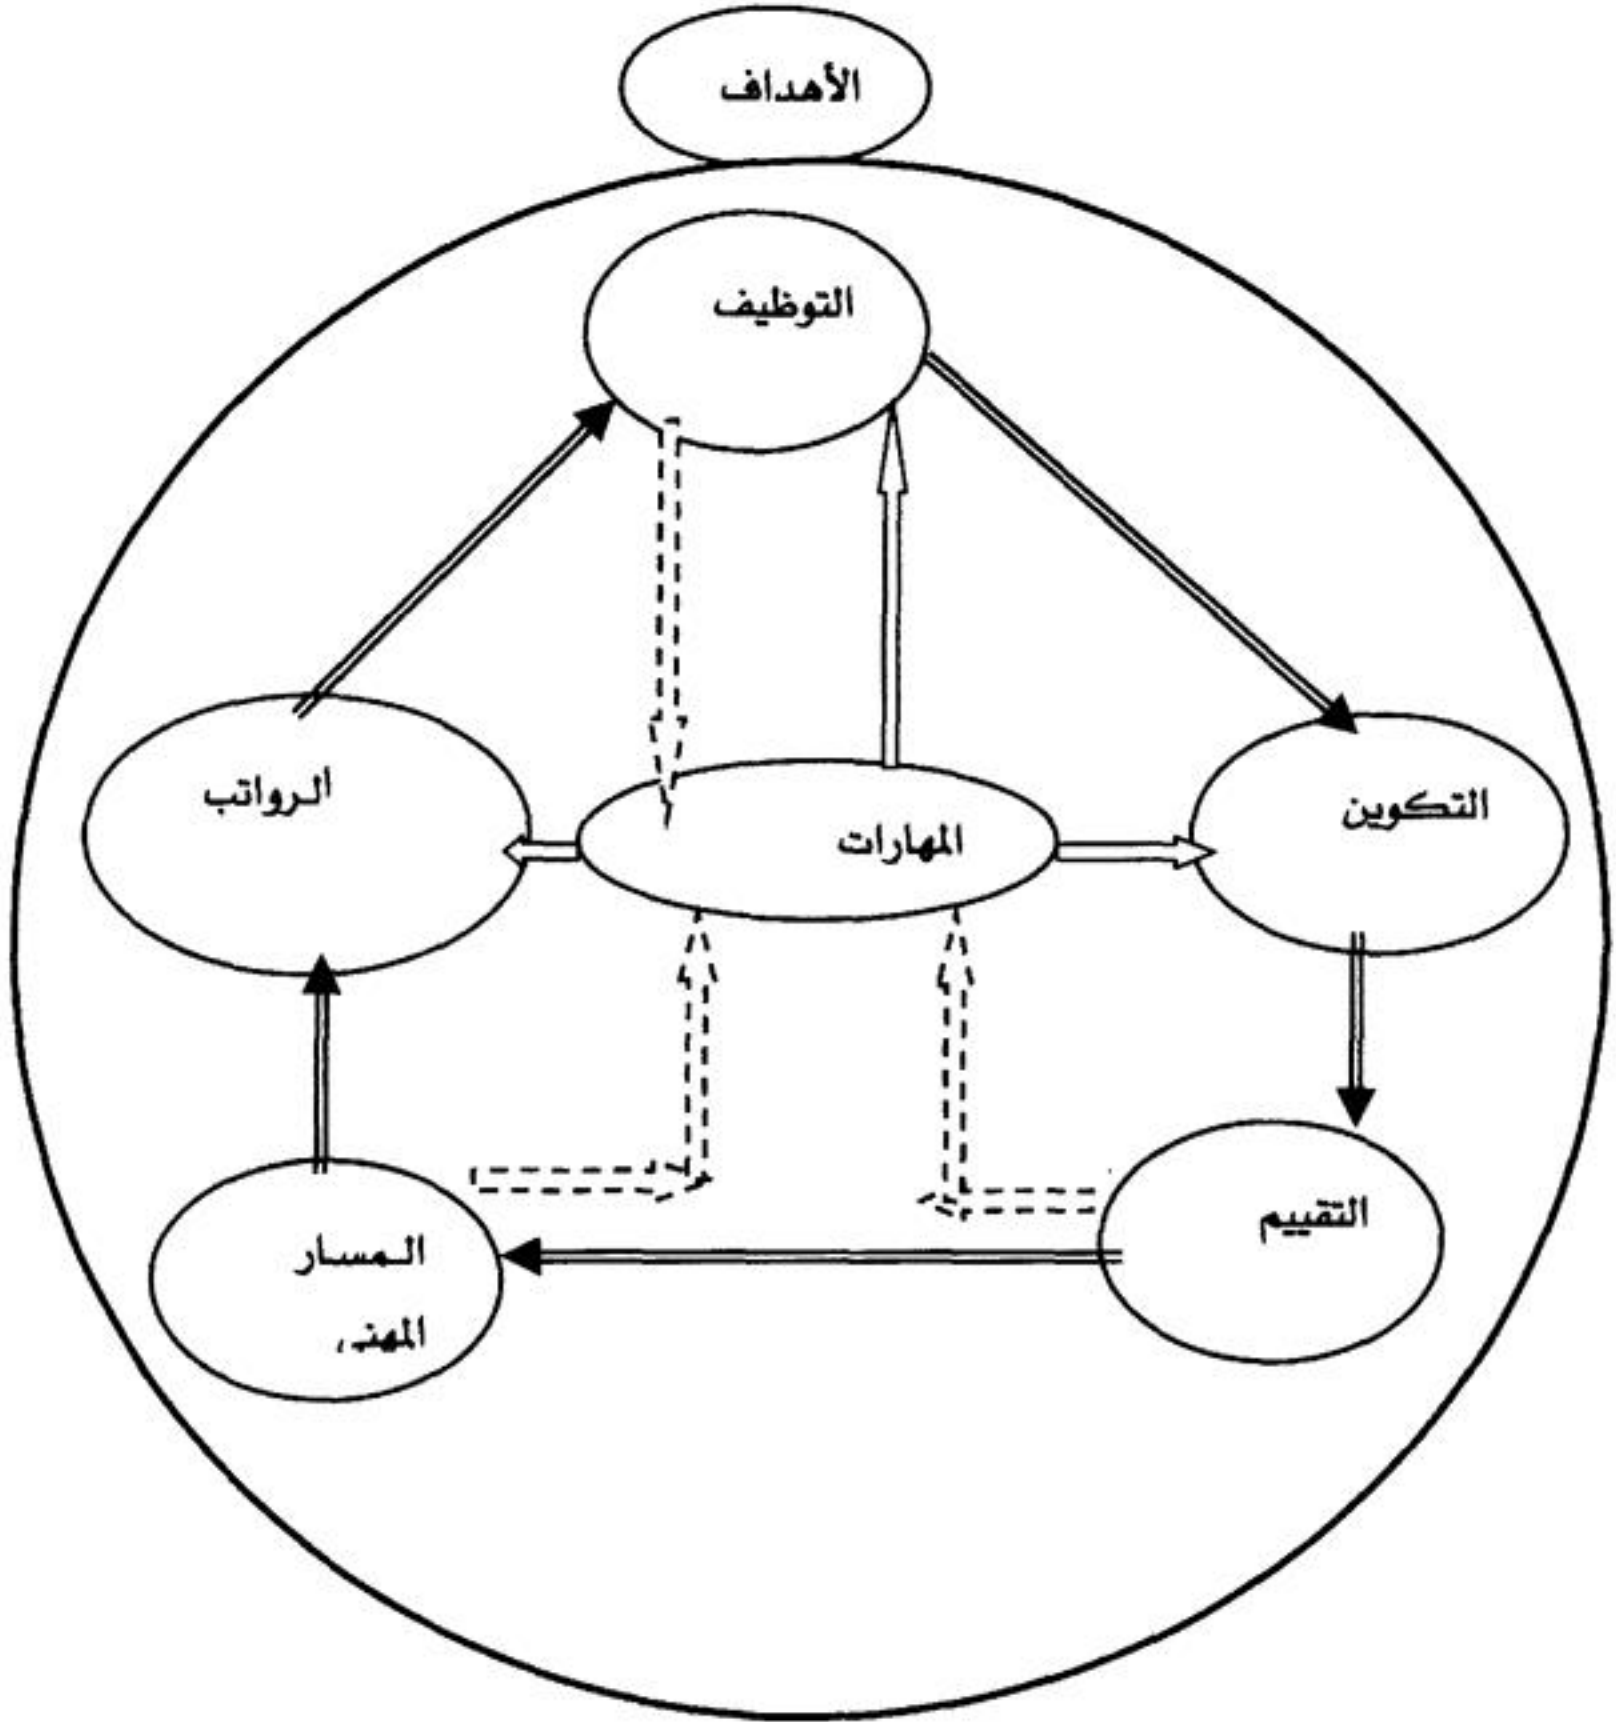 الأهداف
التوظيف
الرواتب
المهارات
التكوين
التقييم
المسار
المهني